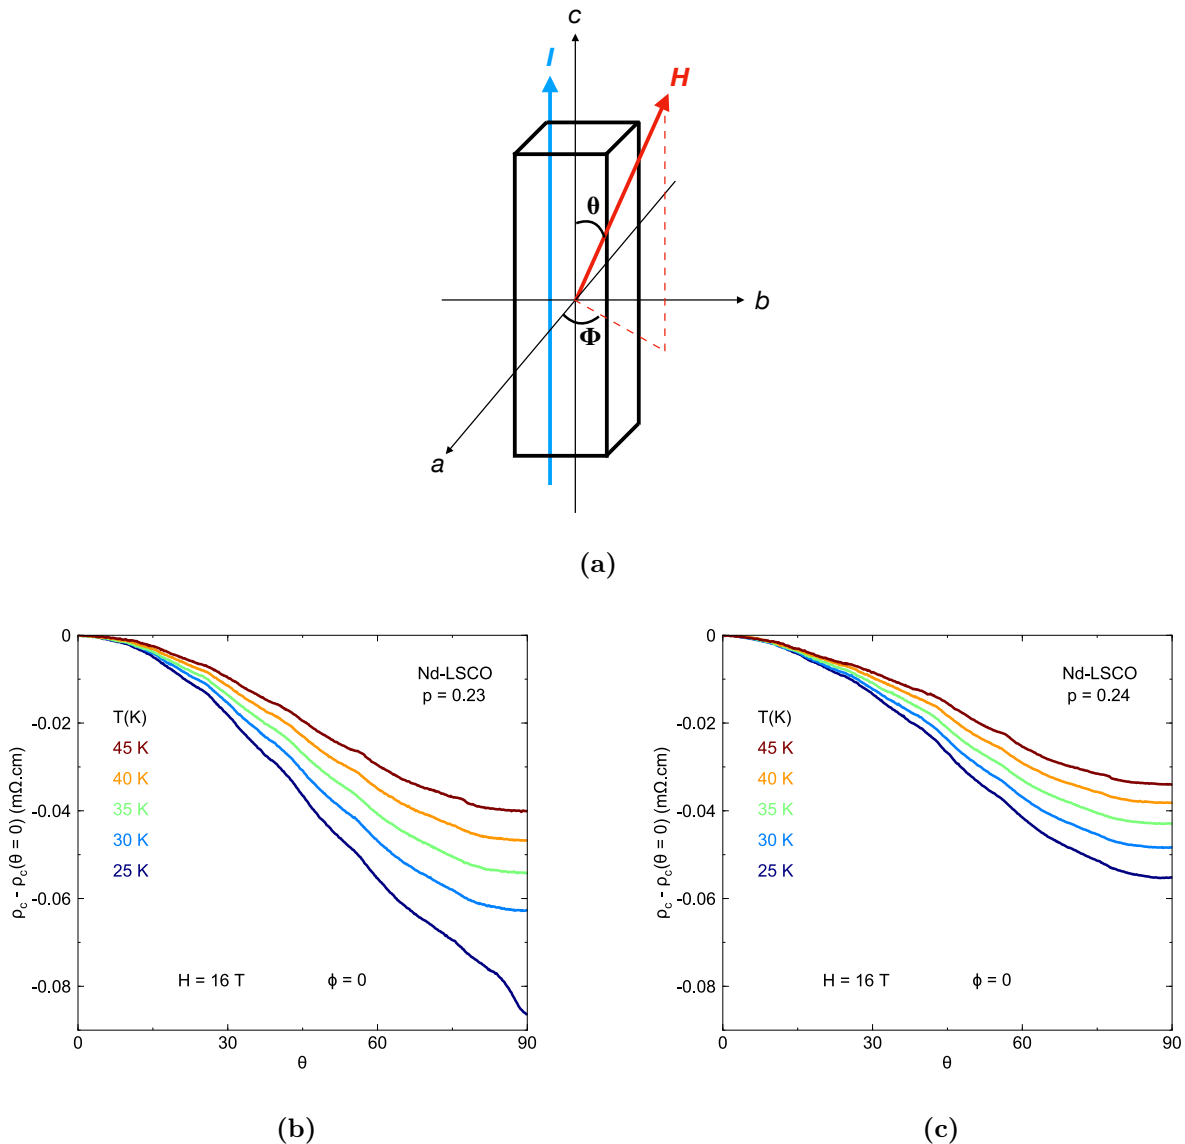 c
I
H
θ
b
Φ
a
(a)
0
-0.02
-0.04
-0.06
-0.08
ρc - ρc(θ = 0) (mΩ.cm)
Nd-LSCO
p = 0.23
T(K)
45 K
40 K
35 K
30 K
25 K
H = 16 T
ϕ = 0
0
30
60
90
θ
(b)
0
-0.02
-0.04
-0.06
-0.08
ρc - ρc(θ = 0) (mΩ.cm)
Nd-LSCO
p = 0.24
T(K)
45 K
40 K
35 K
30 K
25 K
H = 16 T
ϕ = 0
0
30
60
90
θ
(c)